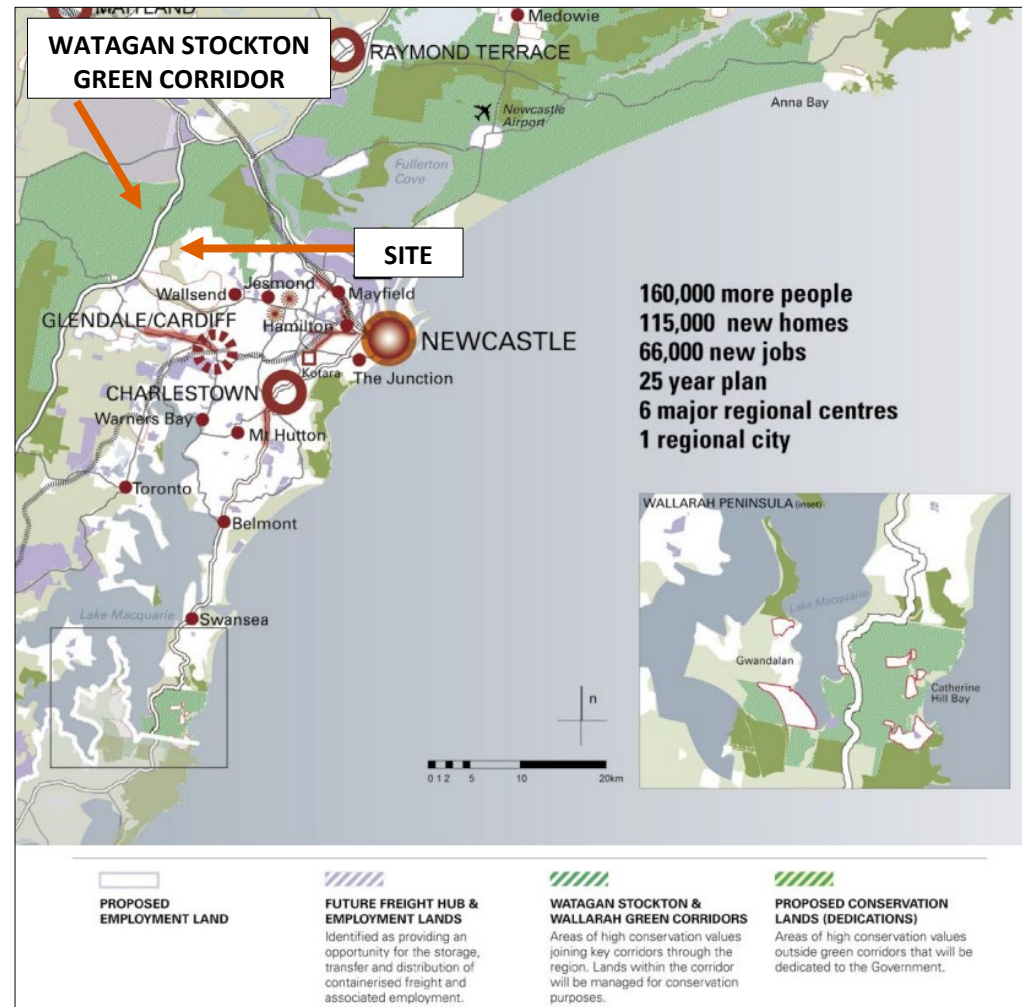 MAITLAND
WATAGAN STOCKTON
GREEN CORRIDOR
Medowie
RAYMOND TERRACE
Newcastle
Airport
Anna Bay
Fullerton
Cove
SITE
Wallsend
Jesmond
Mayfield
GLENDALE/CARDIFF
Hamilton
NEWCASTLE
Kotara
The Junction
CHARLESTOWN
Warners Bay
Mt Hutton
Toronto
Belmont
Lake Macquarie
Swansea
160,000 more people
115,000 new homes
66,000 new jobs
25 year plan
6 major regional centres
1 regional city
n
0 1 2 5 10 20km
WALLARAH PENINSULA (inset)
Lake Macquarie
Gwandalan
Catherine
Hill Bay
PROPOSED
EMPLOYMENT LAND
FUTURE FREIGHT HUB &
EMPLOYMENT LANDS
Identified as providing an
opportunity for the storage,
transfer and distribution of
containerised freight and
associated employment.
WATAGAN STOCKTON &
WALLARAH GREEN CORRIDORS
Areas of high conservation values
joining key corridors through the
region. Lands within the corridor
will be managed for conservation
purposes.
PROPOSED CONSERVATION
LANDS (DEDICATIONS)
Areas of high conservation values
outside green corridors that will be
dedicated to the Government.